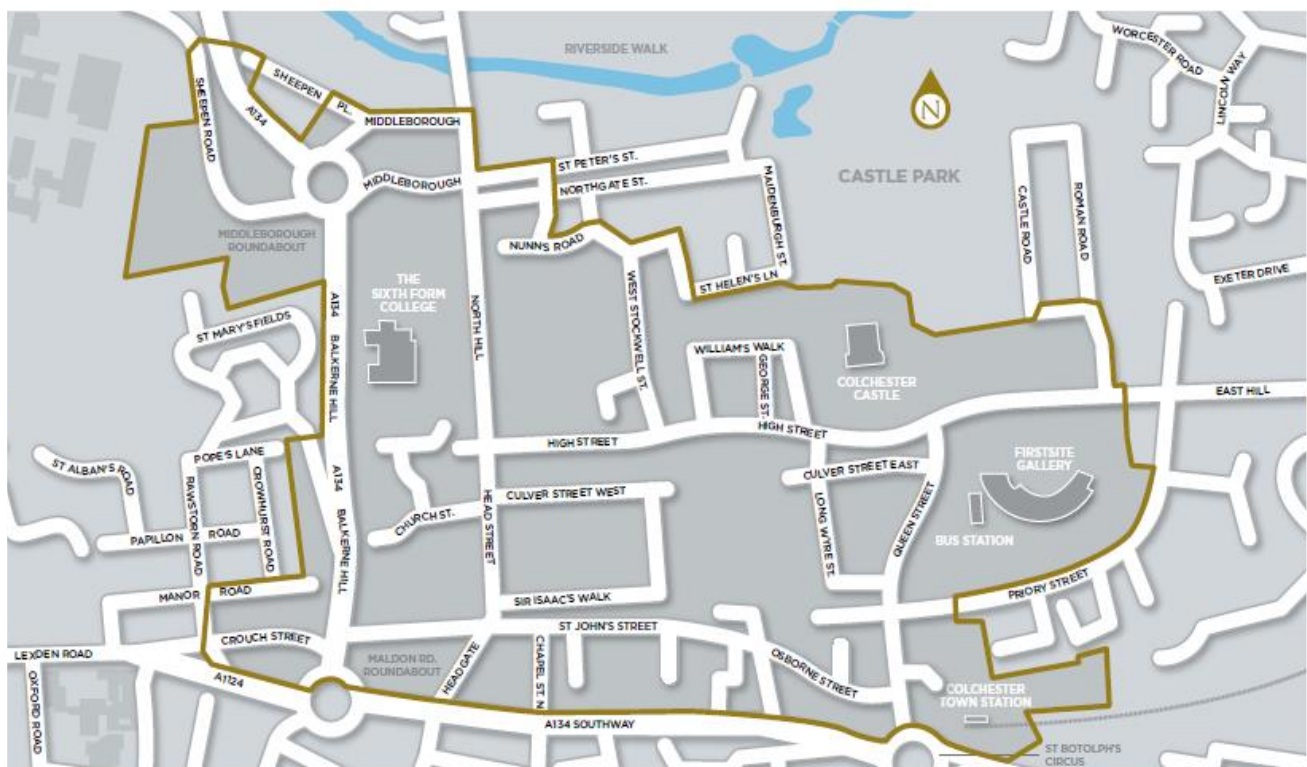 RIVERSIDE WALK
WORCESTER ROAD
LINCOLN WAY
SHEEPEN PL.
SHEEPEN ROAD
A134
MIDDLEBOROUGH
N
ST PETER'S ST.
CASTLE PARK
MIDDLEBOROUGH
NORTHGATE ST.
MAIDENBURGH ST.
CASTLE ROAD
ROMAN ROAD
MIDDLEBOROUGH
ROUNDABOUT
NUNN'S ROAD
EXETER DRIVE
THE
SIXTH FORM
COLLEGE
ST HELEN'S LN
A134
BALKERNE HILL
NORTH HILL
WEST STOCKWELL ST.
ST MARY'S FIELDS
WILLIAM'S WALK
GEORGE ST.
COLCHESTER
CASTLE
EAST HILL
HIGH STREET
HIGH STREET
POPE'S LANE
ST ALBAN'S ROAD
RAWSTORN ROAD
CROWHURST ROAD
A134
BALKERNE HILL
FIRSTSITE
GALLERY
CULVER STREET EAST
CULVER STREET WEST
HEAD STREET
LONG WYRE ST.
QUEEN STREET
CHURCH ST.
PAPILLON ROAD
BUS STATION
MANOR ROAD
SIR ISAAC'S WALK
PRIORY STREET
ST JOHN'S STREET
CROUCH STREET
LEXDEN ROAD
MALDON RD.
ROUNDABOUT
HEADGATE
CHAPEL ST. N
OSBORNE STREET
OXFORD ROAD
A1124
COLCHESTER
TOWN STATION
A134 SOUTHWAY
ST BOTOLPH'S
CIRCUS